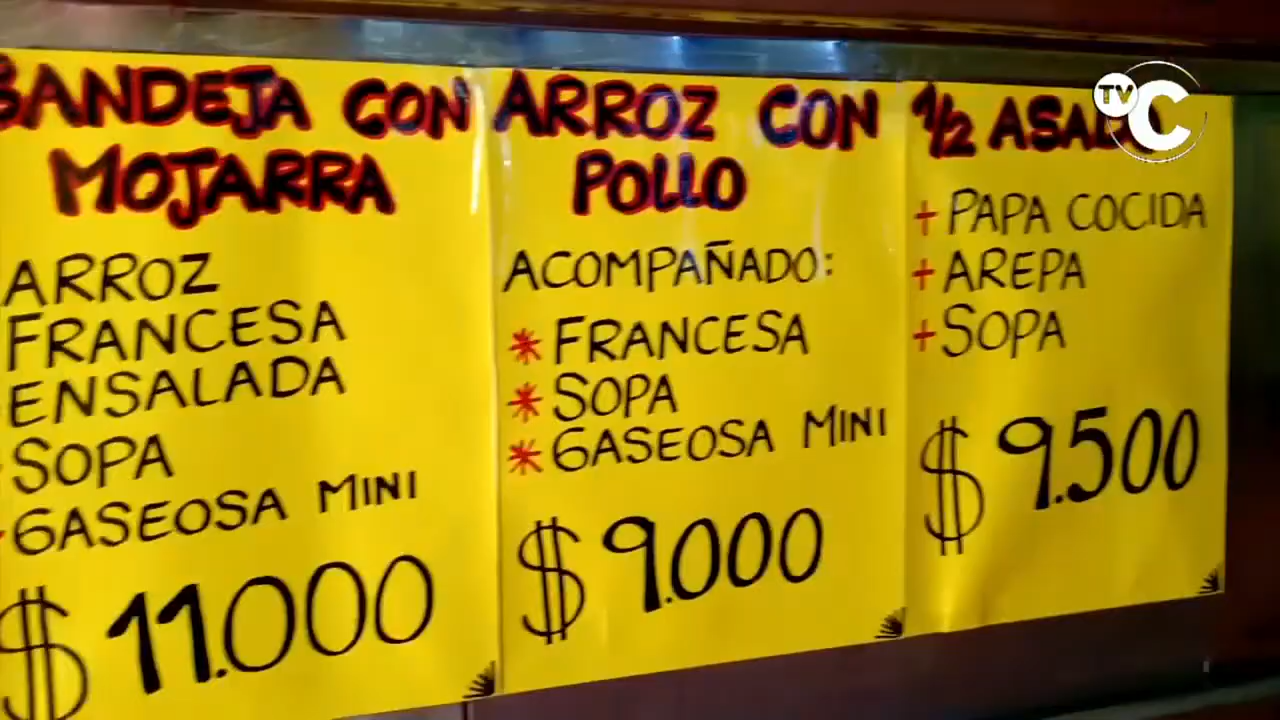 BANDEJA CON
MOJARRA
ARROZ
FRANCESA
ENSALADA
SOPA
GASEOSA MINI
$ 11.000
ARROZ CON
POLLO
ACOMPAÑADO:
* FRANCESA
* SOPA
* GASEOSA MINI
$ 9.000
1/2 ASADO
+ PAPA COCIDA
+ AREPA
+ SOPA
$ 9.500
TV C